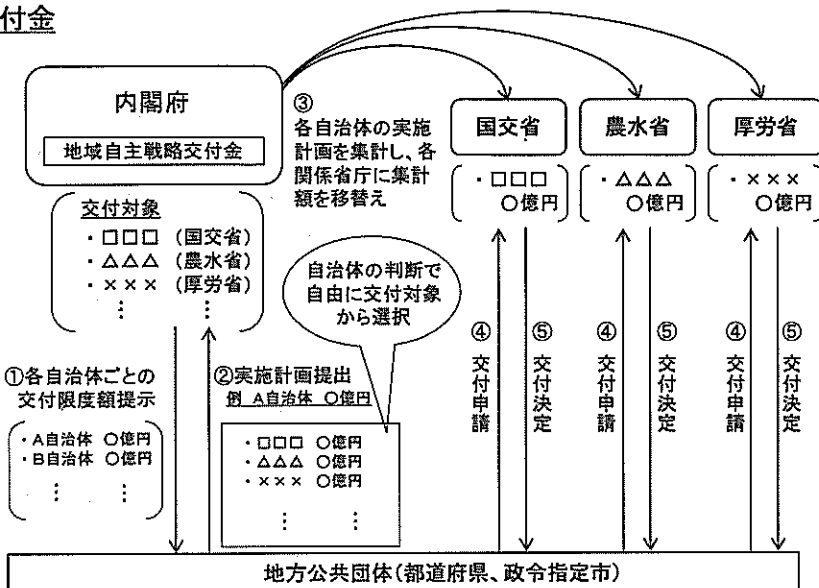 付金
内閣府
地域自主戦略交付金
交付対象
・□□□ (国交省)
・△△△ (農水省)
・××× (厚労省)
⋮ ⋮
③
各自治体の実施
計画を集計し、各
関係省庁に集計
額を移替え
国交省
・□□□
〇億円
農水省
・△△△
〇億円
厚労省
・×××
〇億円
自治体の判断で
自由に交付対象
から選択
①各自治体ごとの
交付限度額提示
・A自治体 〇億円
・B自治体 〇億円
⋮ ⋮
②実施計画提出
例 A自治体 〇億円
・□□□ 〇億円
・△△△ 〇億円
・××× 〇億円
⋮ ⋮
④交付申請
⑤交付決定
④交付申請
⑤交付決定
④交付申請
⑤交付決定
地方公共団体(都道府県、政令指定市)